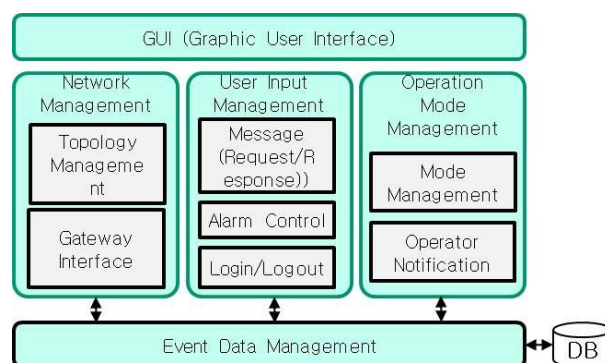 GUI (Graphic User Interface)
Network
Management
Topology
Manageme
nt
Gateway
Interface
User Input
Management
Message
(Request/R
esponse))
Alarm Control
Login/Logout
Operation
Mode
Management
Mode
Management
Operator
Notification
Event Data Management
DB